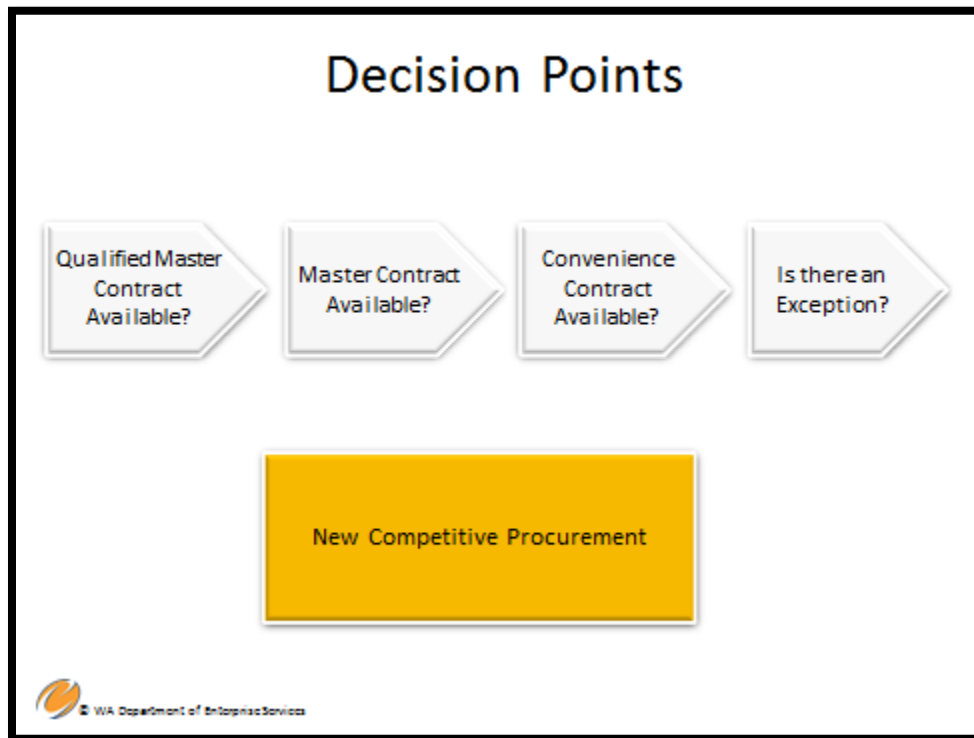 Decision Points
Qualified Master
Contract
Available?
Master Contract
Available?
Convenience
Contract
Available?
Is there an
Exception?
New Competitive Procurement
© WA Department of Enterprise Services